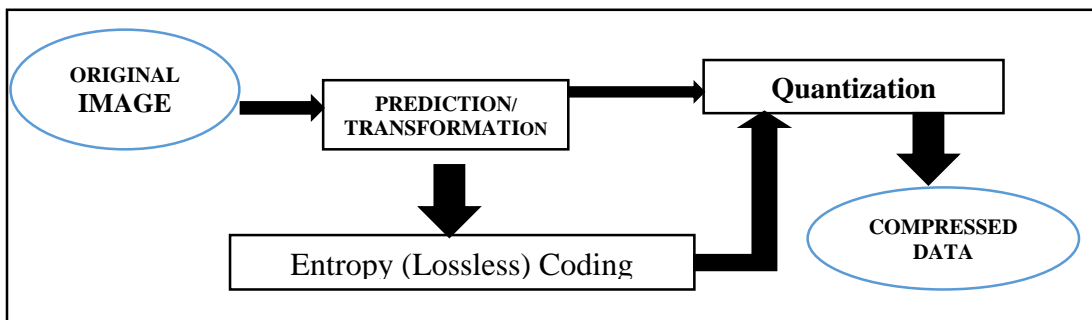 ORIGINAL
IMAGE
PREDICTION/
TRANSFORMATION
Quantization
Entropy (Lossless) Coding
COMPRESSED
DATA